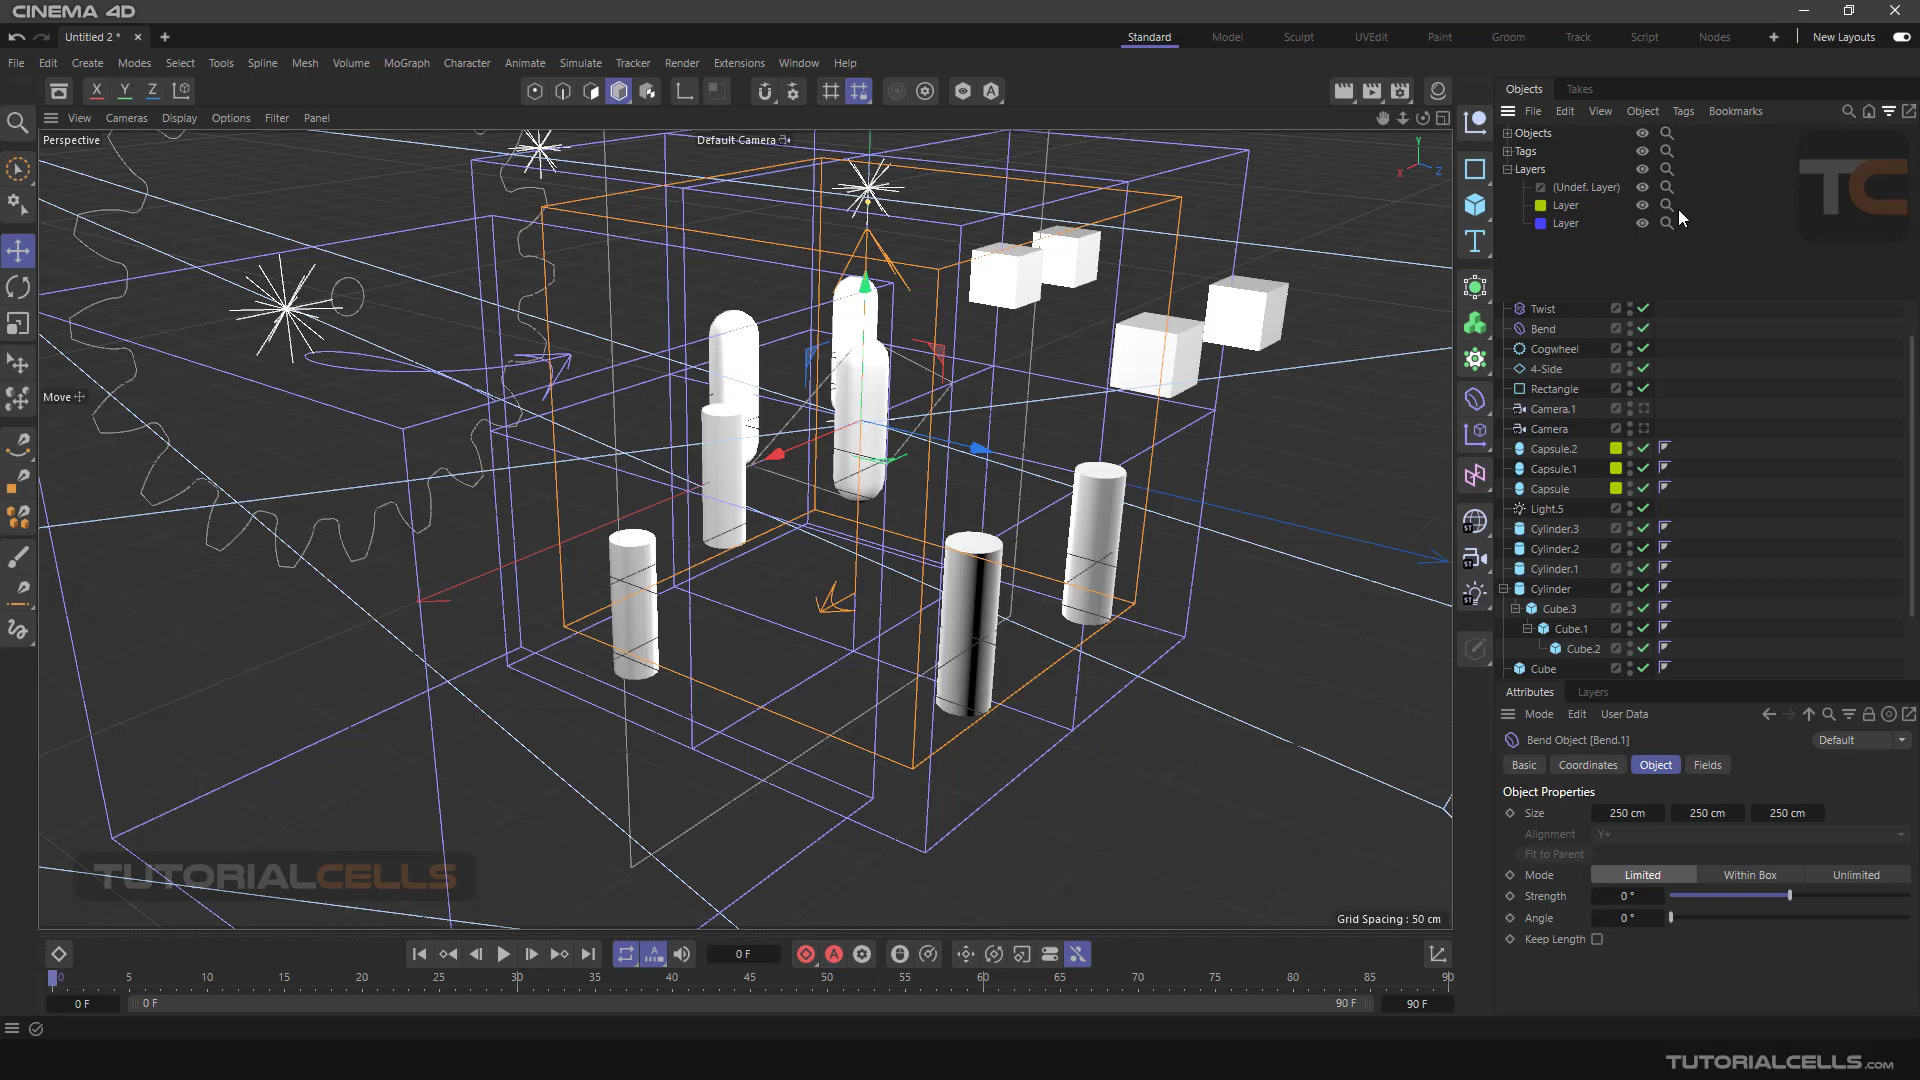 CINEMA 4D
Untitled 2 *
Standard
Model
Sculpt
UVEdit
Paint
Groom
Track
Script
Nodes
New Layouts
File Edit Create Modes Select Tools Spline Mesh Volume MoGraph Character Animate Simulate Tracker Render Extensions Window Help
X Y Z
Objects Takes
View Cameras Display Options Filter Panel
File Edit View Object Tags Bookmarks
Perspective
Default Camera
Y
X
Z
Objects
Tags
Layers
(Undef. Layer)
Layer
Layer
TC
Move
Twist
Bend
Cogwheel
4-Side
Rectangle
Camera.1
Camera
Capsule.2
Capsule.1
Capsule
Light.5
Cylinder.3
Cylinder.2
Cylinder.1
Cylinder
Cube.3
Cube.1
Cube.2
Cube
Attributes Layers
Mode Edit User Data
Bend Object [Bend.1]
Default
Basic Coordinates Object Fields
Object Properties
Size 250 cm 250 cm 250 cm
Alignment Y+
Fit to Parent
Mode Limited Within Box Unlimited
Strength 0 °
Angle 0 °
Keep Length
TUTORIALCELLS
Grid Spacing : 50 cm
0 F
0 5 10 15 20 25 30 35 40 45 50 55 60 65 70 75 80 85 90
0 F 0 F 90 F 90 F
TUTORIALCELLS.com